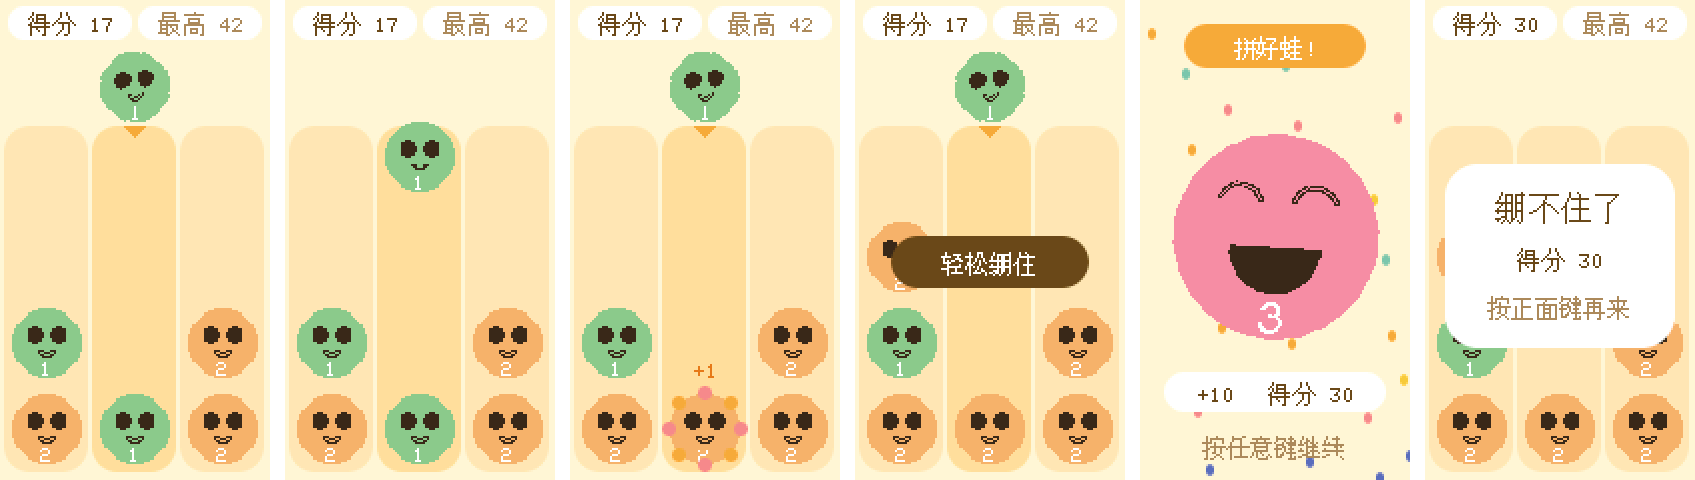 得分 17 最高 42
1
1 2
2 1 2
得分 17 最高 42
1
1 2
2 1 2
得分 17 最高 42
1
1 2
+1
2 2
得分 17 最高 42
1
轻松绷住
2
1 2
2 2 2
拼好蛙！
3
+10 得分 30
按任意键继续
得分 30 最高 42
绷不住了
得分 30
按正面键再来
1 2
2 2 2